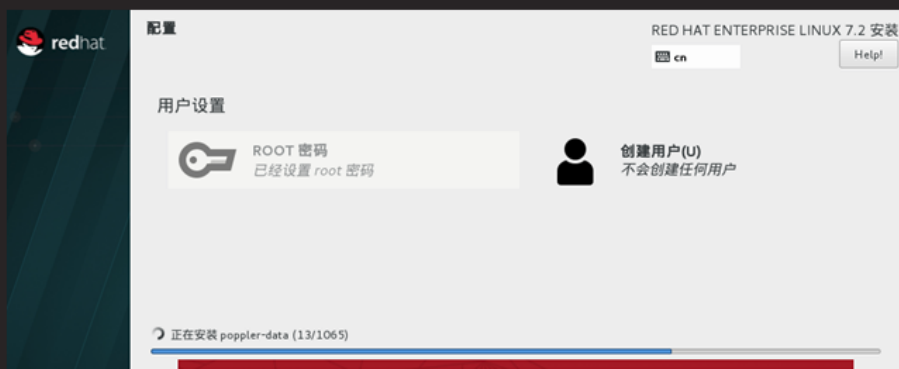 redhat
配置
RED HAT ENTERPRISE LINUX 7.2 安装
cn
Help!
用户设置
ROOT 密码
已经设置 root 密码
创建用户(U)
不会创建任何用户
正在安装 poppler-data (13/1065)